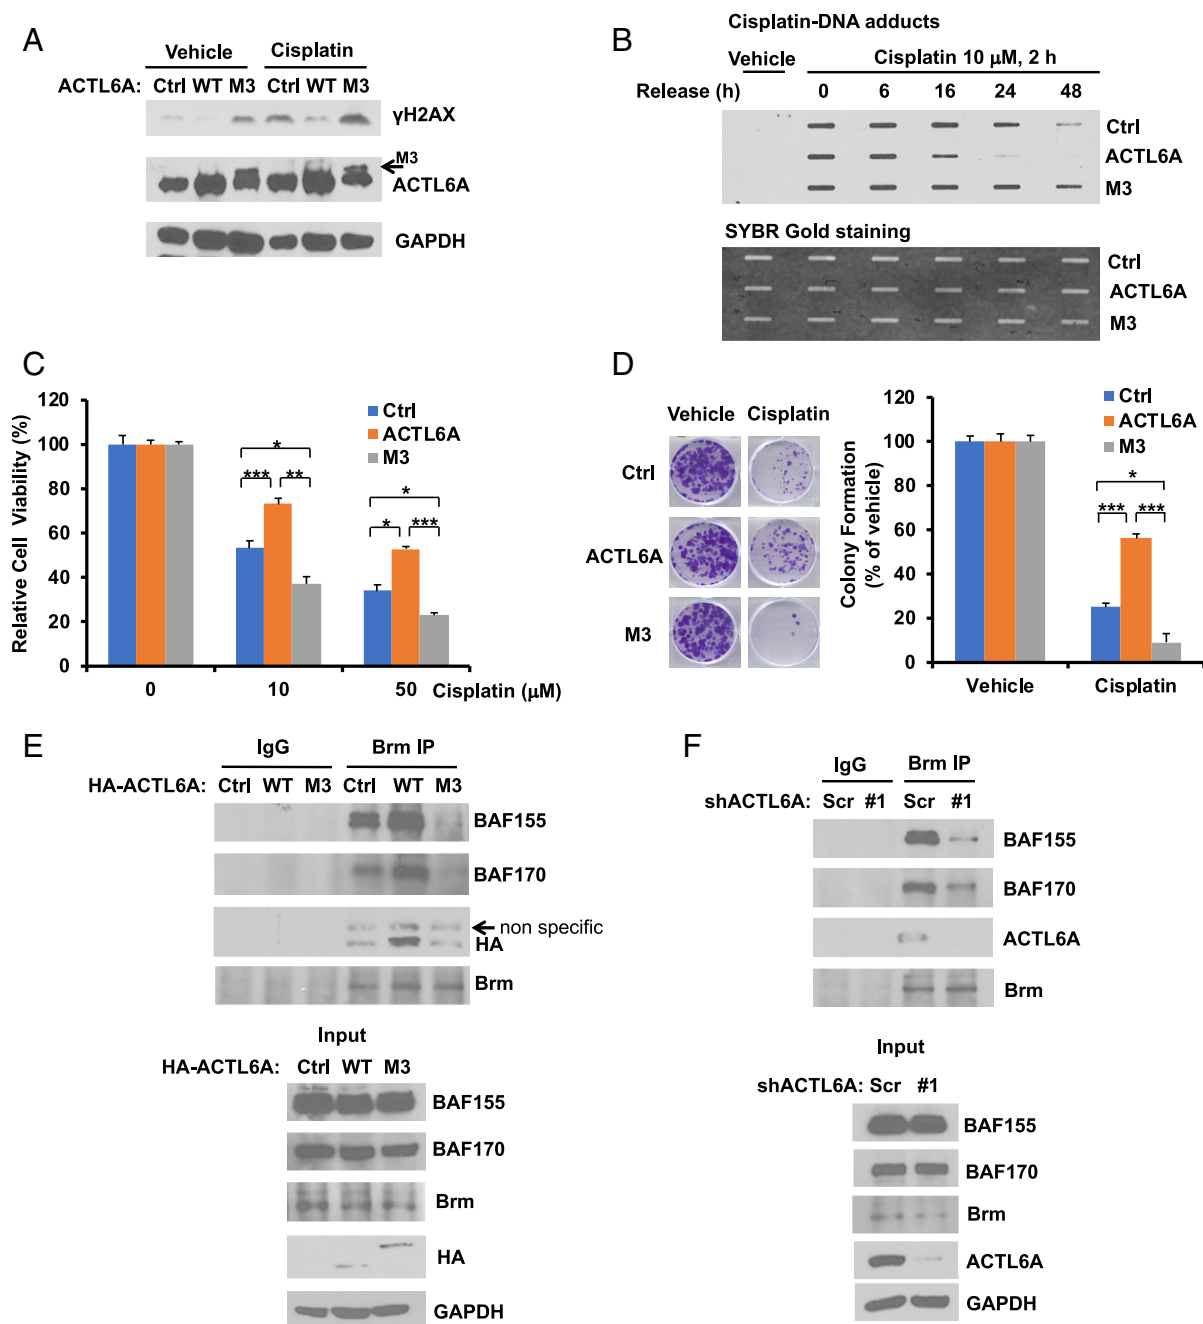 A
Vehicle Cisplatin
ACTL6A: Ctrl WT M3 Ctrl WT M3
γH2AX
M3
ACTL6A
GAPDH
B
Cisplatin-DNA adducts
Vehicle Cisplatin 10 μM, 2 h
Release (h) 0 6 16 24 48
Ctrl
ACTL6A
M3
SYBR Gold staining
Ctrl
ACTL6A
M3
C
Relative Cell Viability (%)
120
100
80
60
40
20
0
Ctrl
ACTL6A
M3
*
*** **
*
* ***
0 10 50 Cisplatin (μM)
D
Vehicle Cisplatin
Ctrl
ACTL6A
M3
Colony Formation
(% of vehicle)
120
100
80
60
40
20
0
Ctrl
ACTL6A
M3
*
*** ***
Vehicle Cisplatin
E
IgG Brm IP
HA-ACTL6A: Ctrl WT M3 Ctrl WT M3
BAF155
BAF170
non specific
HA
Brm
Input
HA-ACTL6A: Ctrl WT M3
BAF155
BAF170
Brm
HA
GAPDH
F
IgG Brm IP
shACTL6A: Scr #1 Scr #1
BAF155
BAF170
ACTL6A
Brm
Input
shACTL6A: Scr #1
BAF155
BAF170
Brm
ACTL6A
GAPDH